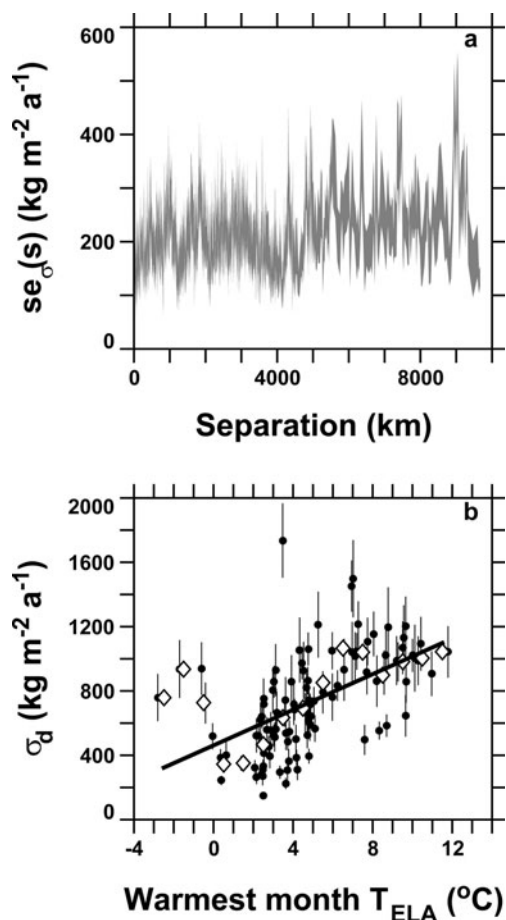 600
400
200
0
a
se_σ(s) (kg m⁻² a⁻¹)
0 4000 8000
Separation (km)
2000
1600
1200
800
400
0
b
σ_d (kg m⁻² a⁻¹)
-4 0 4 8 12
Warmest month T_ELA (°C)